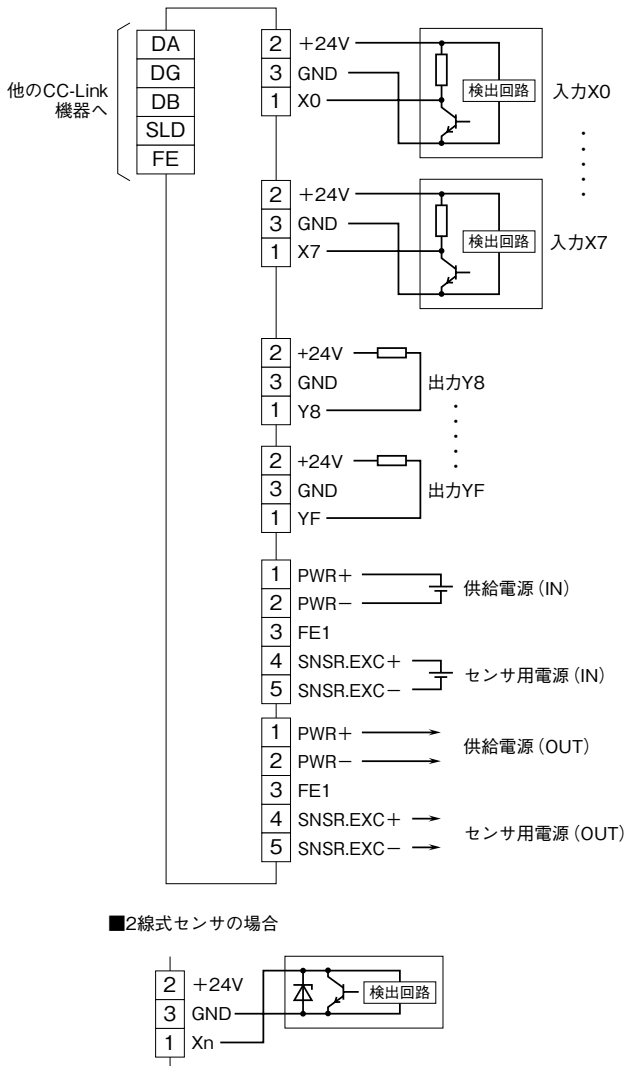 他のCC-Link
機器へ
DA
DG
DB
SLD
FE
2 +24V
3 GND
1 X0
検出回路
入力X0
2 +24V
3 GND
1 X7
検出回路
入力X7
2 +24V
3 GND
1 Y8
出力Y8
2 +24V
3 GND
1 YF
出力YF
1 PWR+
2 PWR−
3 FE1
4 SNSR.EXC+
5 SNSR.EXC−
供給電源(IN)
センサ用電源(IN)
1 PWR+
2 PWR−
3 FE1
4 SNSR.EXC+
5 SNSR.EXC−
供給電源(OUT)
センサ用電源(OUT)
■2線式センサの場合
2 +24V
3 GND
1 Xn
検出回路